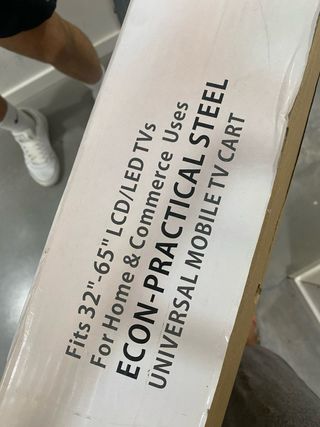 Fits 32"-65" LCD/LED TVs
For Home & Commerce Uses
ECON-PRACTICAL STEEL
UNIVERSAL MOBILE TV CART